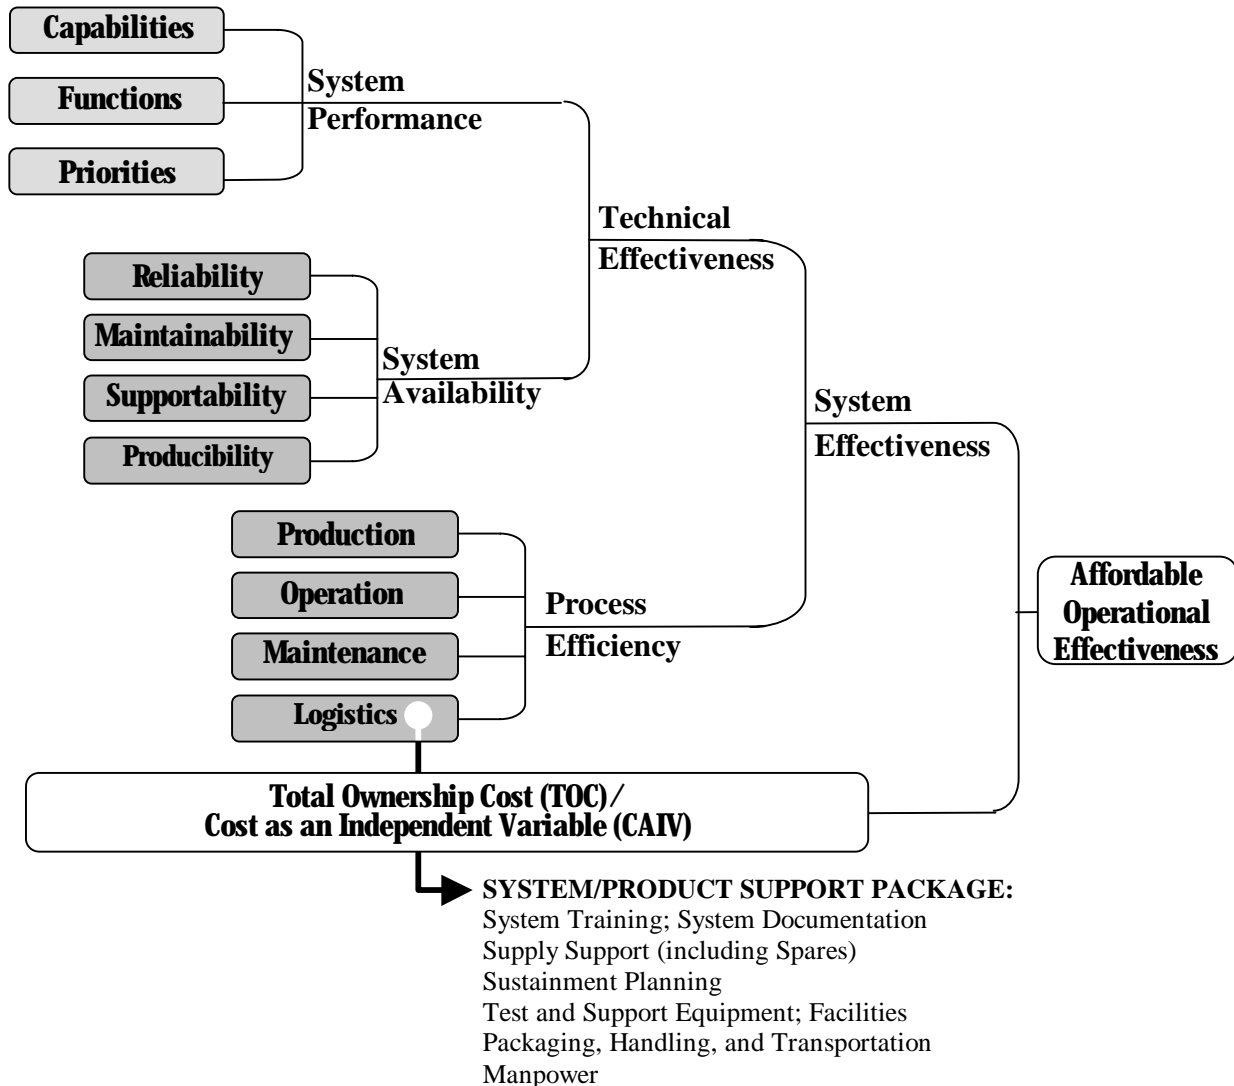 Capabilities
Functions
Priorities
System
Performance
Technical
Effectiveness
Reliability
Maintainability
Supportability
Producibility
System
Availability
System
Effectiveness
Production
Operation
Maintenance
Logistics
Process
Efficiency
Affordable
Operational
Effectiveness
Total Ownership Cost (TOC)/
Cost as an Independent Variable (CAIV)
SYSTEM/PRODUCT SUPPORT PACKAGE:
System Training; System Documentation
Supply Support (including Spares)
Sustainment Planning
Test and Support Equipment; Facilities
Packaging, Handling, and Transportation
Manpower